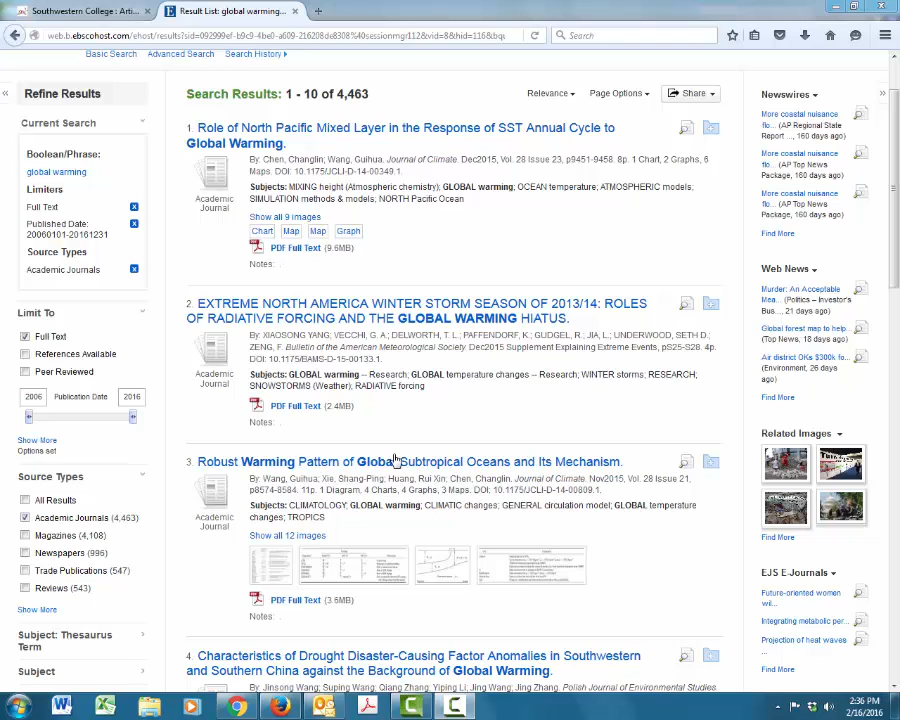 Southwestern College : Arti...
Result List: global warming...
web.b.ebscohost.com/ehost/results?sid=092999ef-b9c9-4be0-a609-216208de8308%40sessionmgr112&vid=8&hid=116&bqu
Search
Basic Search Advanced Search Search History
Refine Results
Current Search
Boolean/Phrase:
global warming
Limiters
Full Text
Published Date:
20060101-20161231
Source Types
Academic Journals
Limit To
Full Text
References Available
Peer Reviewed
2006 Publication Date 2016
Show More
Options set
Source Types
All Results
Academic Journals (4,463)
Magazines (4,108)
Newspapers (996)
Trade Publications (547)
Reviews (543)
Show More
Subject: Thesaurus
Term
Subject
Search Results: 1 - 10 of 4,463
Relevance Page Options Share
1. Role of North Pacific Mixed Layer in the Response of SST Annual Cycle to
Global Warming.
Academic
Journal
By: Chen, Changlin; Wang, Guihua. Journal of Climate. Dec2015, Vol. 28 Issue 23, p9451-9458. 8p. 1 Chart, 2 Graphs, 6
Maps. DOI: 10.1175/JCLI-D-14-00349.1.
Subjects: MIXING height (Atmospheric chemistry); GLOBAL warming; OCEAN temperature; ATMOSPHERIC models;
SIMULATION methods & models; NORTH Pacific Ocean
Show all 9 images
Chart Map Map Graph
PDF Full Text (9.6MB)
Notes: .
2. EXTREME NORTH AMERICA WINTER STORM SEASON OF 2013/14: ROLES
OF RADIATIVE FORCING AND THE GLOBAL WARMING HIATUS.
Academic
Journal
By: XIAOSONG YANG; VECCHI, G. A.; DELWORTH, T. L.; PAFFENDORF, K.; GUDGEL, R.; JIA, L.; UNDERWOOD, SETH D.;
ZENG, F. Bulletin of the American Meteorological Society. Dec2015 Supplement Explaining Extreme Events, pS25-S28. 4p.
DOI: 10.1175/BAMS-D-15-00133.1.
Subjects: GLOBAL warming -- Research; GLOBAL temperature changes -- Research; WINTER storms; RESEARCH;
SNOWSTORMS (Weather); RADIATIVE forcing
PDF Full Text (2.4MB)
Notes: .
3. Robust Warming Pattern of Global Subtropical Oceans and Its Mechanism.
Academic
Journal
By: Wang, Guihua; Xie, Shang-Ping; Huang, Rui Xin; Chen, Changlin. Journal of Climate. Nov2015, Vol. 28 Issue 21,
p8574-8584. 11p. 1 Diagram, 4 Charts, 4 Graphs, 3 Maps. DOI: 10.1175/JCLI-D-14-00809.1.
Subjects: CLIMATOLOGY; GLOBAL warming; CLIMATIC changes; GENERAL circulation model; GLOBAL temperature
changes; TROPICS
Show all 12 images
PDF Full Text (3.6MB)
Notes: .
4. Characteristics of Drought Disaster-Causing Factor Anomalies in Southwestern
and Southern China against the Background of Global Warming.
By: Jinsong Wang; Suping Wang; Qiang Zhang; Yiping Li; Jing Wang; Jing Zhang. Polish Journal of Environmental Studies.
Newswires
More coastal nuisance
flo... (AP Regional State
Report ..., 160 days ago)
More coastal nuisance
flo... (AP Top News
Package, 160 days ago)
More coastal nuisance
flo... (AP Top News
Package, 160 days ago)
Find More
Web News
Murder: An Acceptable
Mea... (Politics – Investor's
Bus..., 21 days ago)
Global forest map to help...
(Top News, 18 days ago)
Air district OKs $300k fo...
(Environment, 26 days
ago)
Find More
Related Images
Find More
EJS E-Journals
Future-oriented women
wil...
Integrating metabolic per...
Projection of heat waves
...
Find More
2:36 PM
2/16/2016